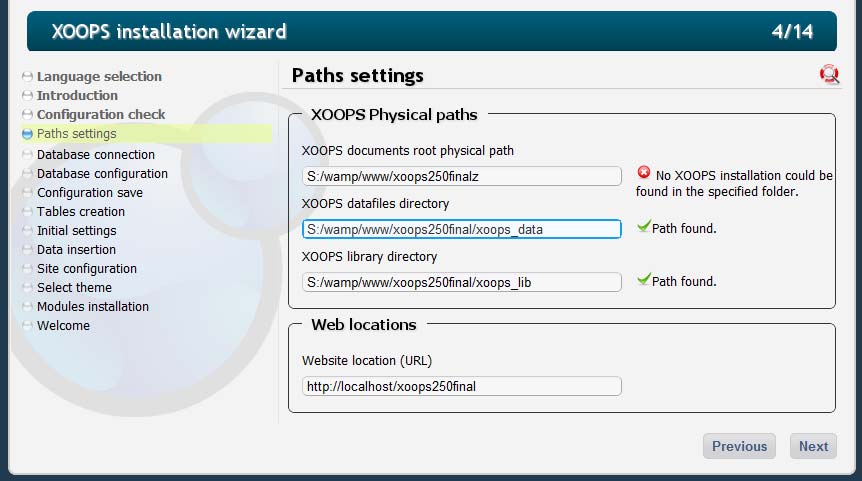 XOOPS installation wizard 4/14
Language selection
Introduction
Configuration check
Paths settings
Database connection
Database configuration
Configuration save
Tables creation
Initial settings
Data insertion
Site configuration
Select theme
Modules installation
Welcome
Paths settings
XOOPS Physical paths
XOOPS documents root physical path
S:/wamp/www/xoops250finalz
No XOOPS installation could be
found in the specified folder.
XOOPS datafiles directory
S:/wamp/www/xoops250final/xoops_data
Path found.
XOOPS library directory
S:/wamp/www/xoops250final/xoops_lib
Path found.
Web locations
Website location (URL)
http://localhost/xoops250final
Previous Next